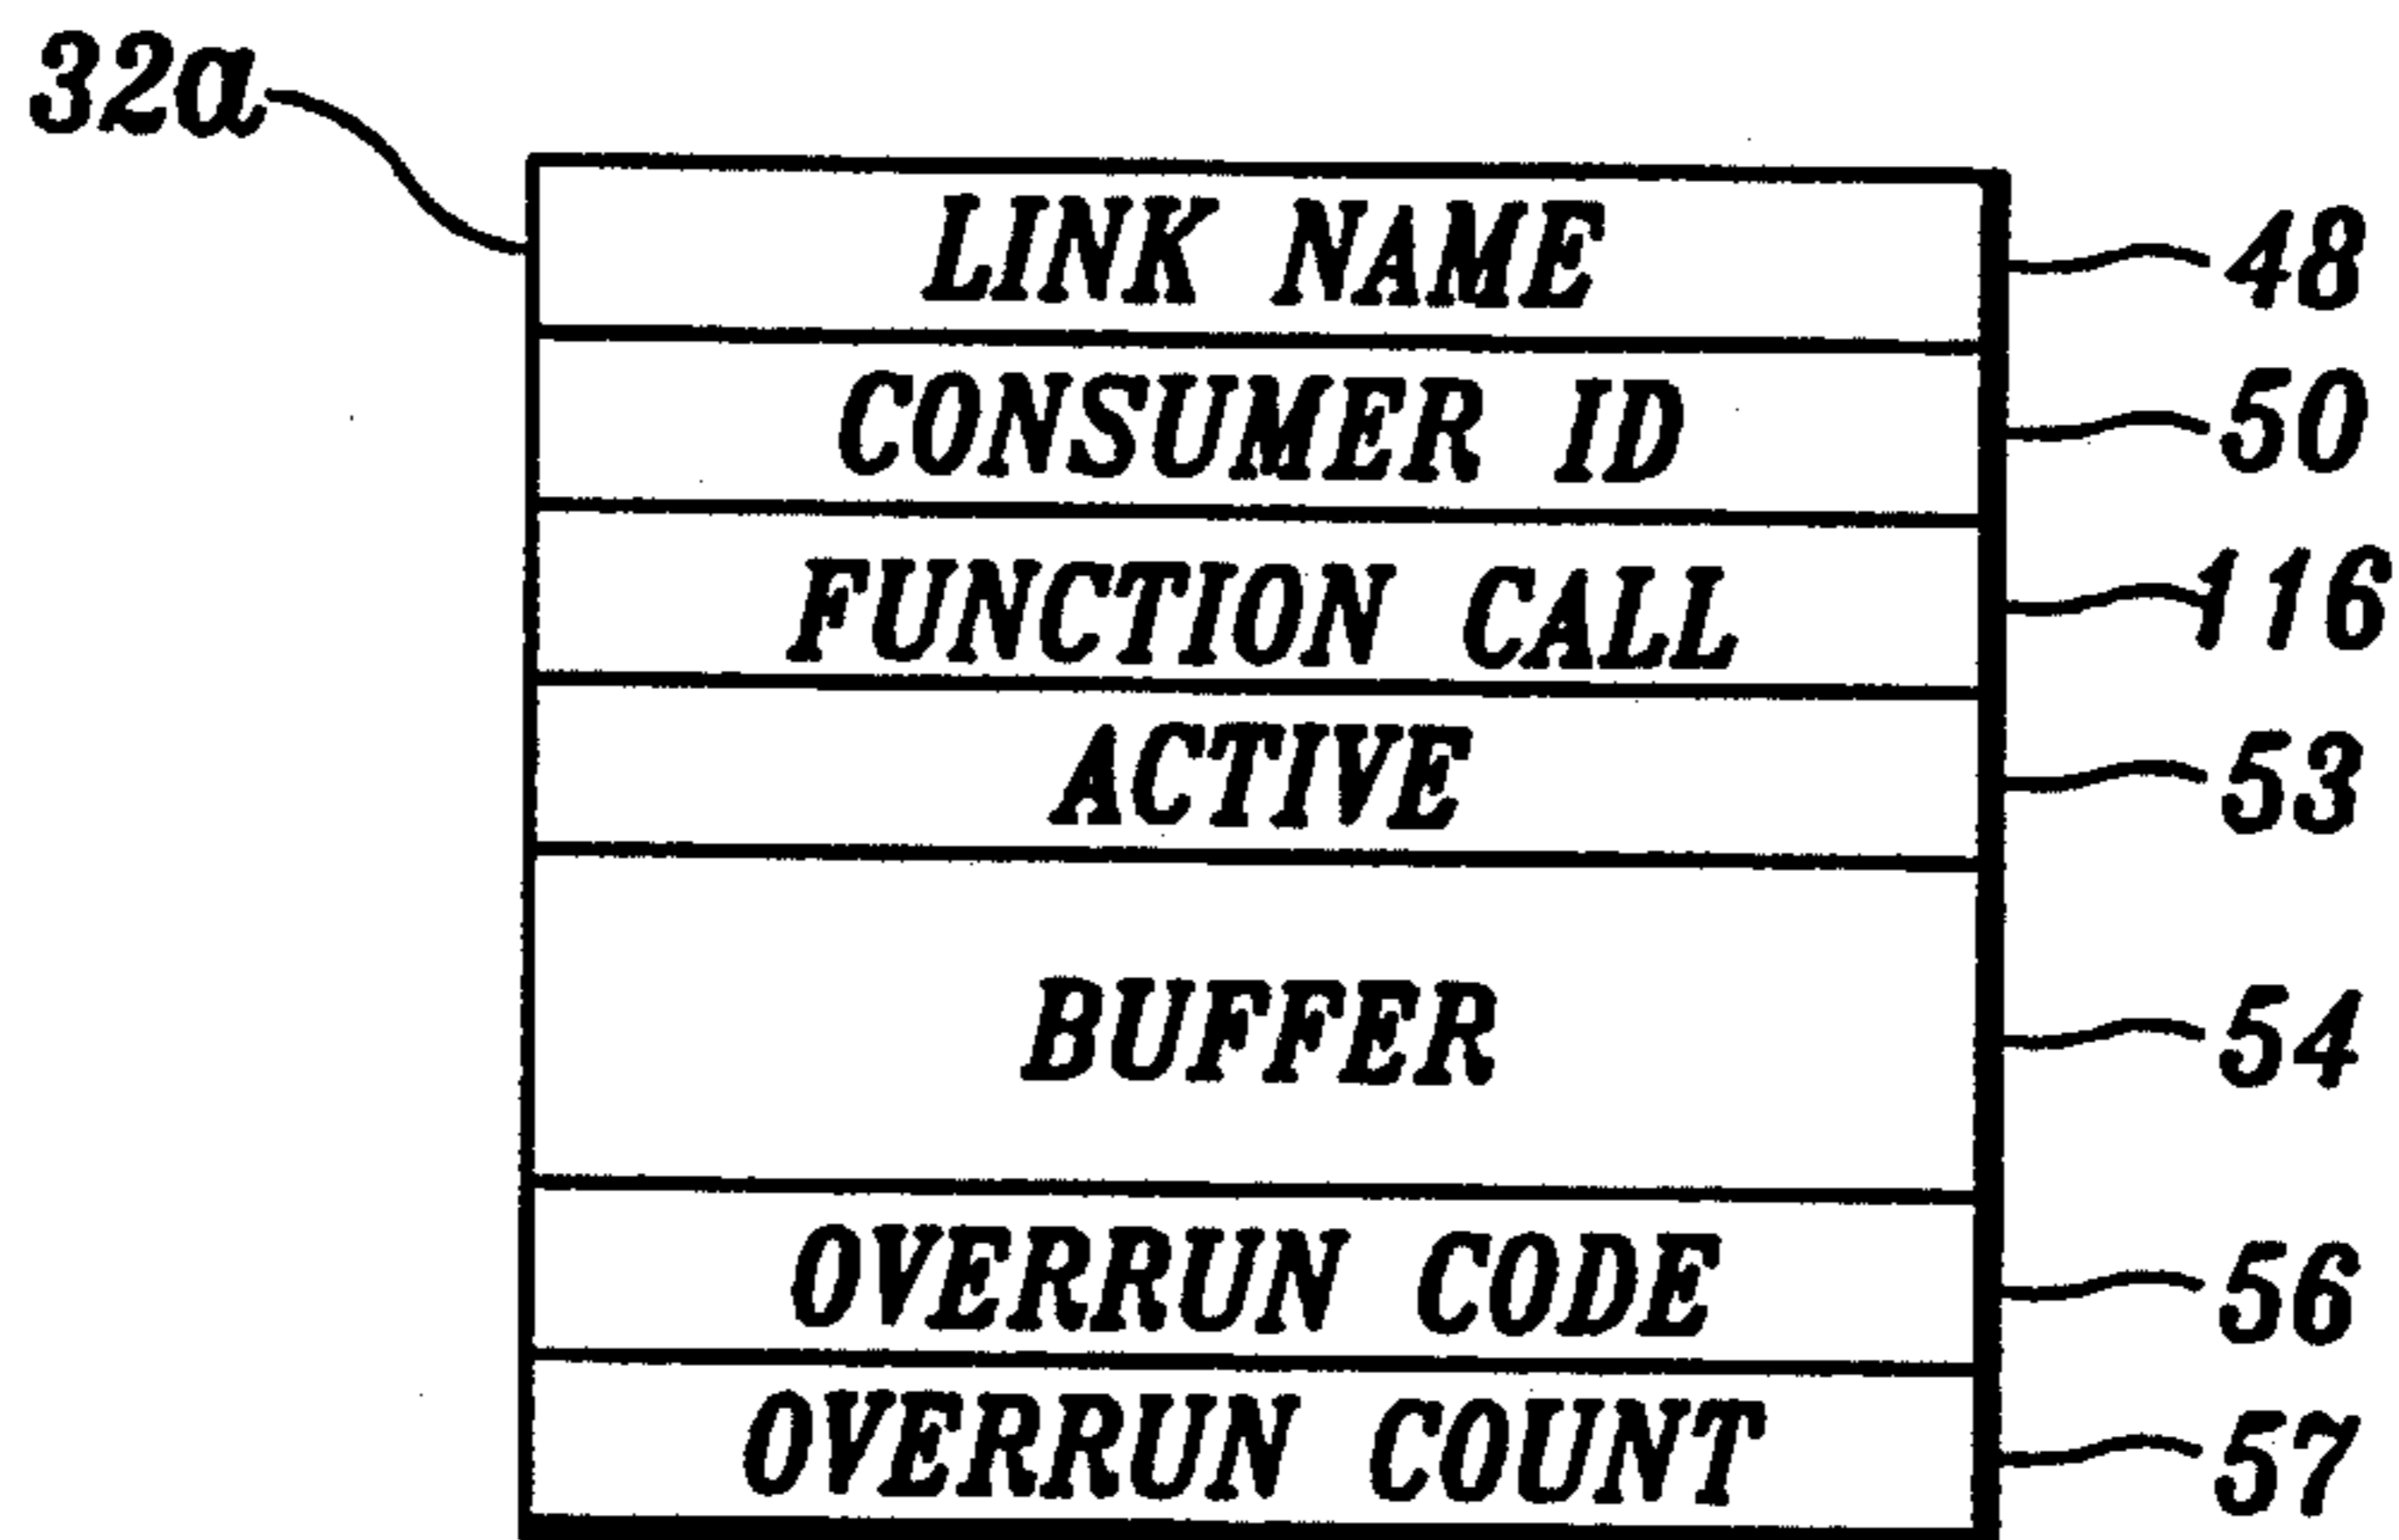 32a
LINK NAME 48
CONSUMER ID 50
FUNCTION CALL 116
ACTIVE 53
BUFFER 54
OVERRUN CODE 56
OVERRUN COUNT 57